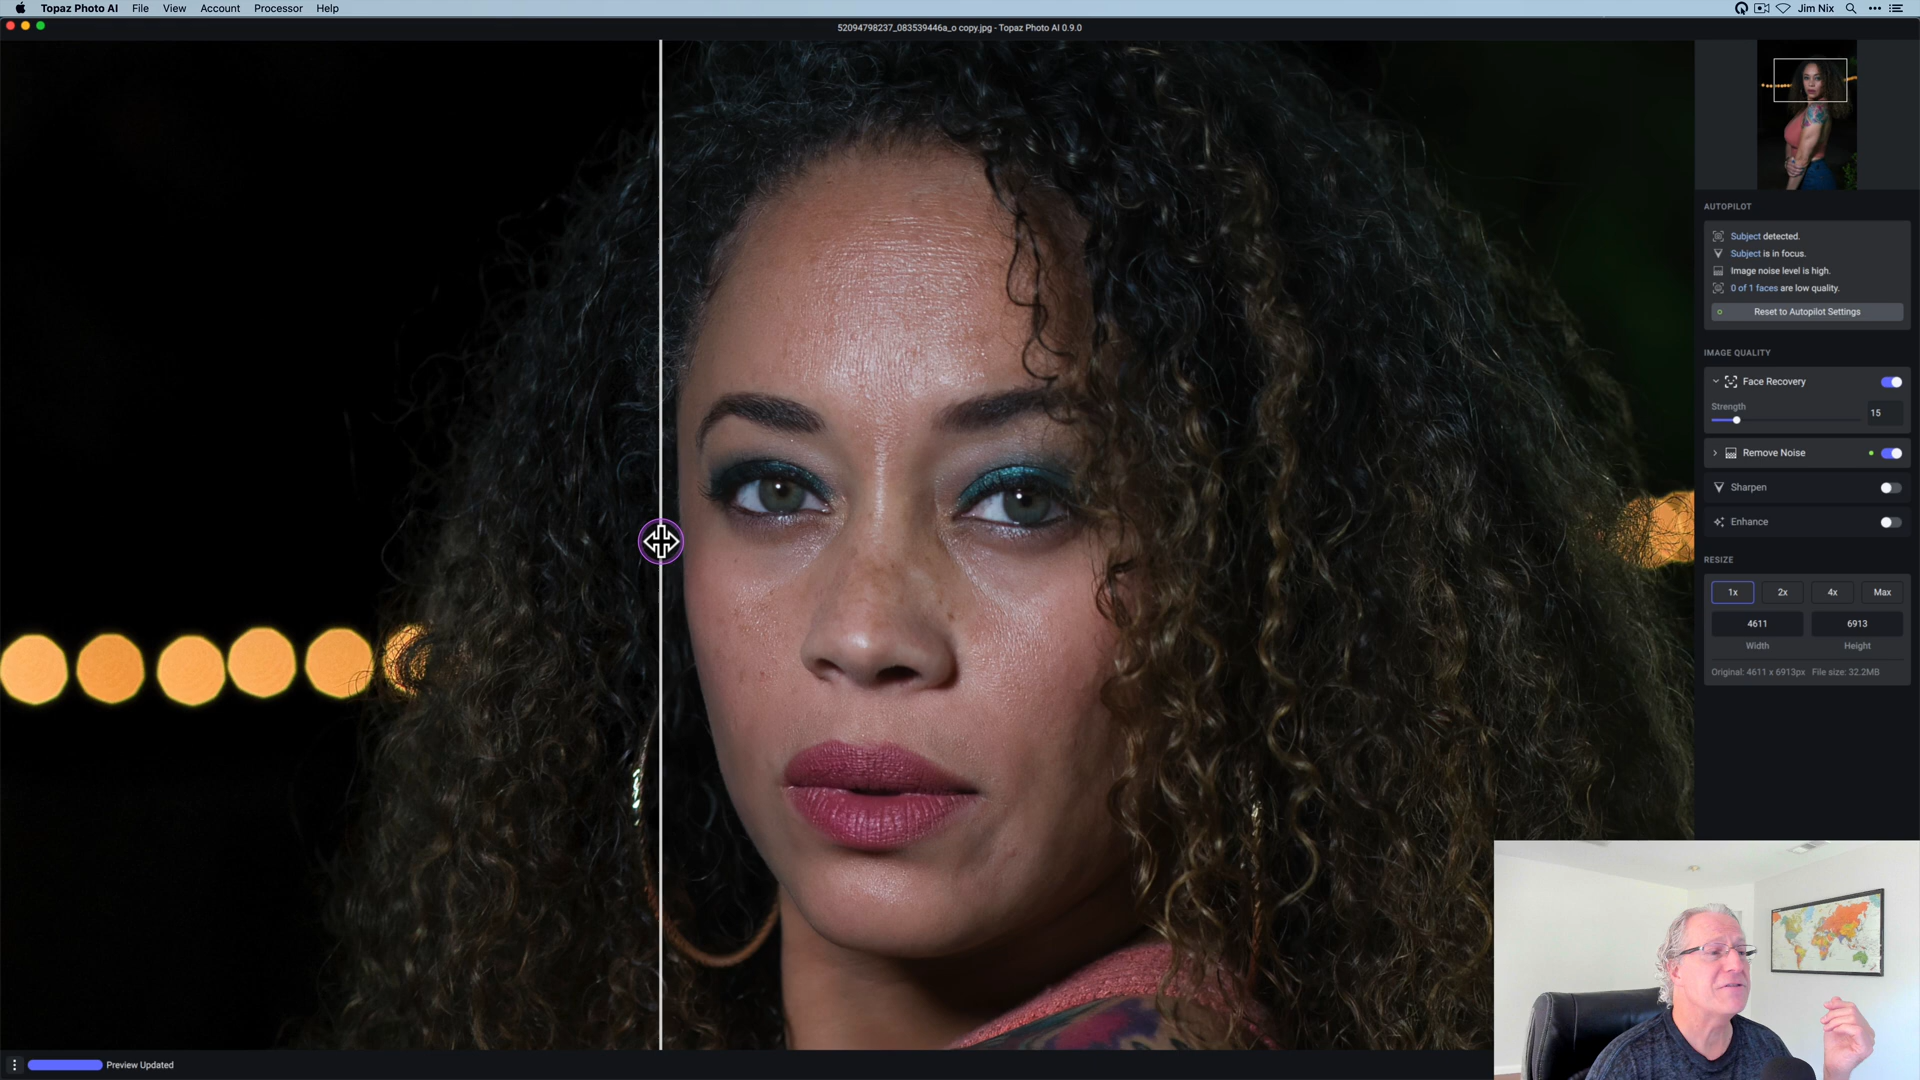 Topaz Photo AI File View Account Processor Help Jim Nix
52094798237_083539446a_o copy.jpg - Topaz Photo AI 0.9.0
AUTOPILOT
Subject detected.
Subject is in focus.
Image noise level is high.
0 of 1 faces are low quality.
Reset to Autopilot Settings
IMAGE QUALITY
Face Recovery
Strength
15
Remove Noise
Sharpen
Enhance
RESIZE
1x 2x 4x Max
4611 6913
Width Height
Original: 4611 x 6913px File size: 32.2MB
Preview Updated